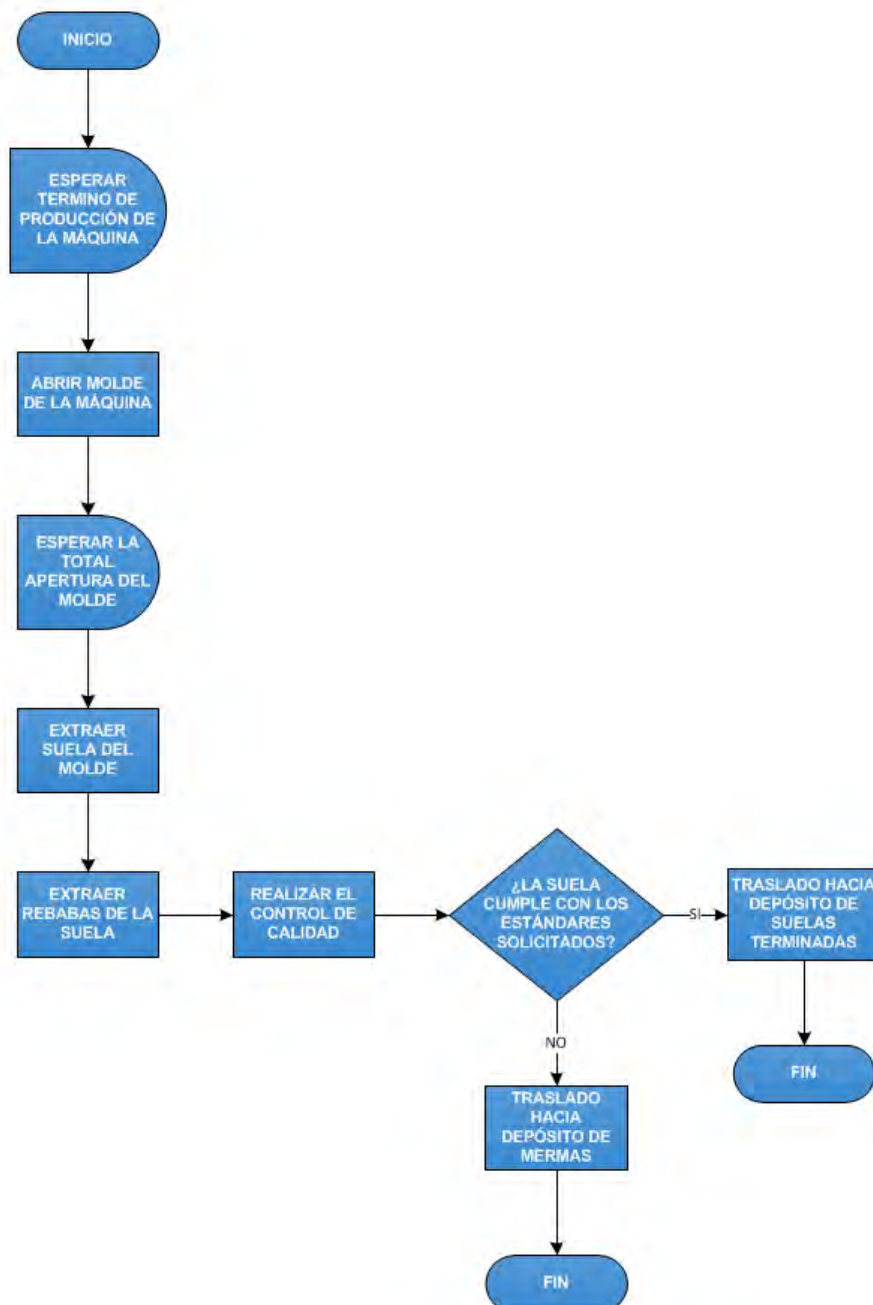 INICIO
ESPERAR
TERMINO DE
PRODUCCIÓN DE
LA MÁQUINA
ABRIR MOLDE
DE LA MÁQUINA
ESPERAR LA
TOTAL
APERTURA DEL
MOLDE
EXTRAER
SUELA DEL
MOLDE
EXTRAER
REBABAS DE LA
SUELA
REALIZAR EL
CONTROL DE
CALIDAD
¿LA SUELA
CUMPLE CON LOS
ESTÁNDARES
SOLICITADOS?
SI
TRASLADO HACIA
DEPÓSITO DE
SUELAS
TERMINADAS
FIN
NO
TRASLADO
HACIA
DEPÓSITO DE
MERMAS
FIN